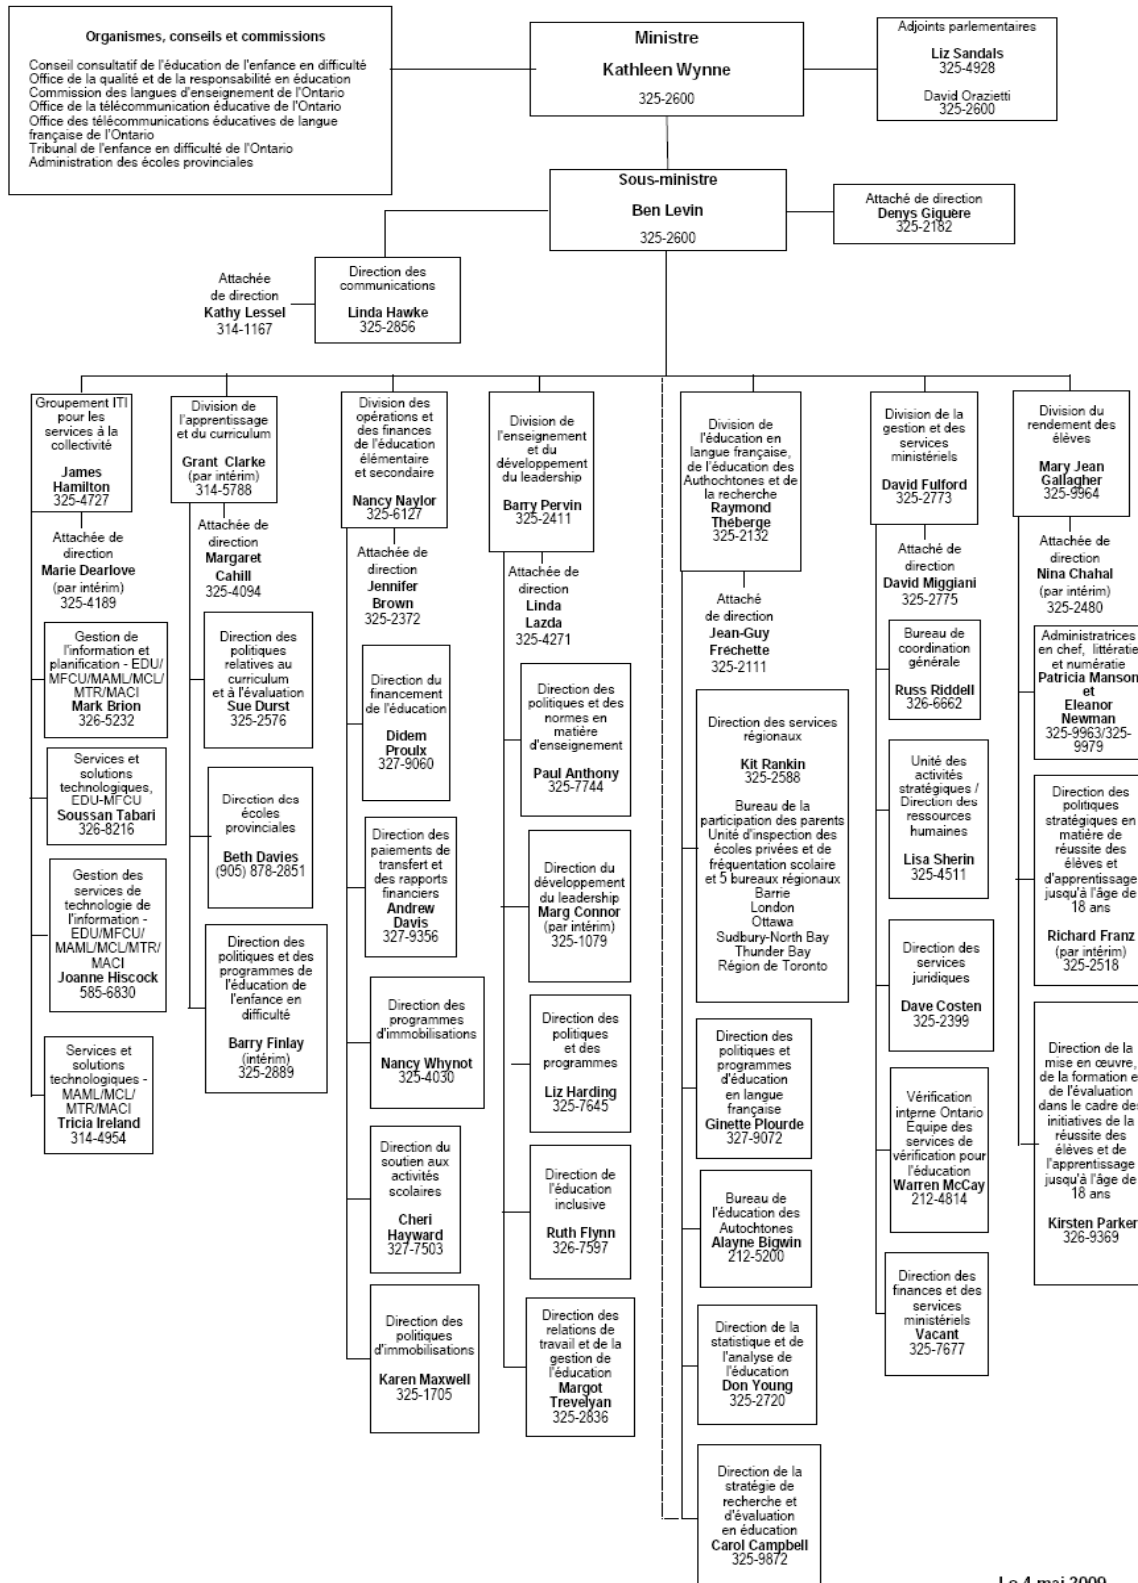 Organismes, conseils et commissions
Conseil consultatif de l'éducation de l'enfance en difficulté
Office de la qualité et de la responsabilité en éducation
Commission des langues d'enseignement de l'Ontario
Office de la télécommunication éducative de l'Ontario
Office des télécommunications éducatives de langue
française de l'Ontario
Tribunal de l'enfance en difficulté de l'Ontario
Administration des écoles provinciales
Ministre
Kathleen Wynne
325-2600
Adjoints parlementaires
Liz Sandals
325-4928
David Orazietti
325-2600
Sous-ministre
Ben Levin
325-2600
Attaché de direction
Denys Giguère
325-2182
Attachée
de direction
Kathy Lessel
314-1167
Direction des
communications
Linda Hawke
325-2856
Groupement ITI
pour les
services à la
collectivité
James
Hamilton
325-4727
Attachée de
direction
Marie Dearlove
(par intérim)
325-4189
Gestion de
l'information et
planification - EDU/
MFCU/MAML/MCL/
MTR/MACI
Mark Brion
326-5232
Services et
solutions
technologiques,
EDU-MFCU
Soussan Tabari
326-8216
Gestion des
services de
technologie de
l'information -
EDU/MFCU/
MAML/MCL/MTR/
MACI
Joanne Hiscock
585-6830
Services et
solutions
technologiques -
MAML/MCL/
MTR/MACI
Tricia Ireland
314-4954
Division de
l'apprentissage
et du curriculum
Grant Clarke
(par intérim)
314-5788
Attachée de
direction
Margaret
Cahill
325-4094
Direction des
politiques
relatives au
curriculum
et à l'évaluation
Sue Durst
325-2576
Direction des
écoles
provinciales
Beth Davies
(905) 878-2851
Direction des
politiques et des
programmes de
l'éducation de
l'enfance en
difficulté
Barry Finlay
(intérim)
325-2889
Division des
opérations et
des finances
de l'éducation
élémentaire
et secondaire
Nancy Naylor
325-6127
Attachée de
direction
Jennifer
Brown
325-2372
Direction du
financement
de l'éducation
Didem
Proulx
327-9060
Direction des
paiements de
transfert et
des rapports
financiers
Andrew
Davis
327-9356
Direction des
programmes
d'immobilisations
Nancy Whynot
325-4030
Direction du
soutien aux
activités
scolaires
Cheri
Hayward
327-7503
Direction des
politiques
d'immobilisations
Karen Maxwell
325-1705
Division de
l'enseignement
et du
développement
du leadership
Barry Pervin
325-2411
Attachée de
direction
Linda
Lazda
325-4271
Direction des
politiques et des
normes en
matière
d'enseignement
Paul Anthony
325-7744
Direction du
développement
du leadership
Marg Connor
(par intérim)
325-1079
Direction des
politiques
et des
programmes
Liz Harding
325-7645
Direction de
l'éducation
inclusive
Ruth Flynn
326-7597
Direction des
relations de
travail et de la
gestion de
l'éducation
Margot
Trevelyan
325-2836
Division de
l'éducation en
langue française,
de l'éducation des
Authochtones et de
la recherche
Raymond
Théberge
325-2132
Attaché
de direction
Jean-Guy
Fréchette
325-2111
Direction des services
régionaux
Kit Rankin
325-2588
Bureau de la
participation des parents
Unité d'inspection des
écoles privées et de
fréquentation scolaire
et 5 bureaux régionaux
Barrie
London
Ottawa
Sudbury-North Bay
Thunder Bay
Région de Toronto
Direction des
politiques et
programmes
d'éducation
en langue
française
Ginette Plourde
327-9072
Bureau de
l'éducation des
Autochtones
Alayne Bigwin
212-5200
Direction de la
statistique et de
l'analyse de
l'éducation
Don Young
325-2720
Direction de la
stratégie de
recherche et
d'évaluation
en éducation
Carol Campbell
325-9872
Division de la
gestion et des
services
ministériels
David Fulford
325-2773
Attaché de
direction
David Miggiani
325-2775
Bureau de
coordination
générale
Russ Riddell
326-6662
Unité des
activités
stratégiques /
Direction des
ressources
humaines
Lisa Sherin
325-4511
Direction des
services
juridiques
Dave Costen
325-2399
Vérification
interne Ontario
Équipe des
services de
vérification pour
l'éducation
Warren McCay
212-4814
Direction des
finances et des
services
ministériels
Vacant
325-7677
Division du
rendement des
élèves
Mary Jean
Gallagher
325-9964
Attachée de
direction
Nina Chahal
(par intérim)
325-2480
Administratrices
en chef, littératie
et numératie
Patricia Manson
et
Eleanor
Newman
325-9963/325-
9979
Direction des
politiques
stratégiques en
matière de
réussite des
élèves et
d'apprentissage
jusqu'à l'âge de
18 ans
Richard Franz
(par intérim)
325-2518
Direction de la
mise en œuvre,
de la formation e
de l'évaluation
dans le cadre des
initiatives de la
réussite des
élèves et de
l'apprentissage
jusqu'à l'âge de
18 ans
Kirsten Parker
326-9369
Le 4 mai 2009